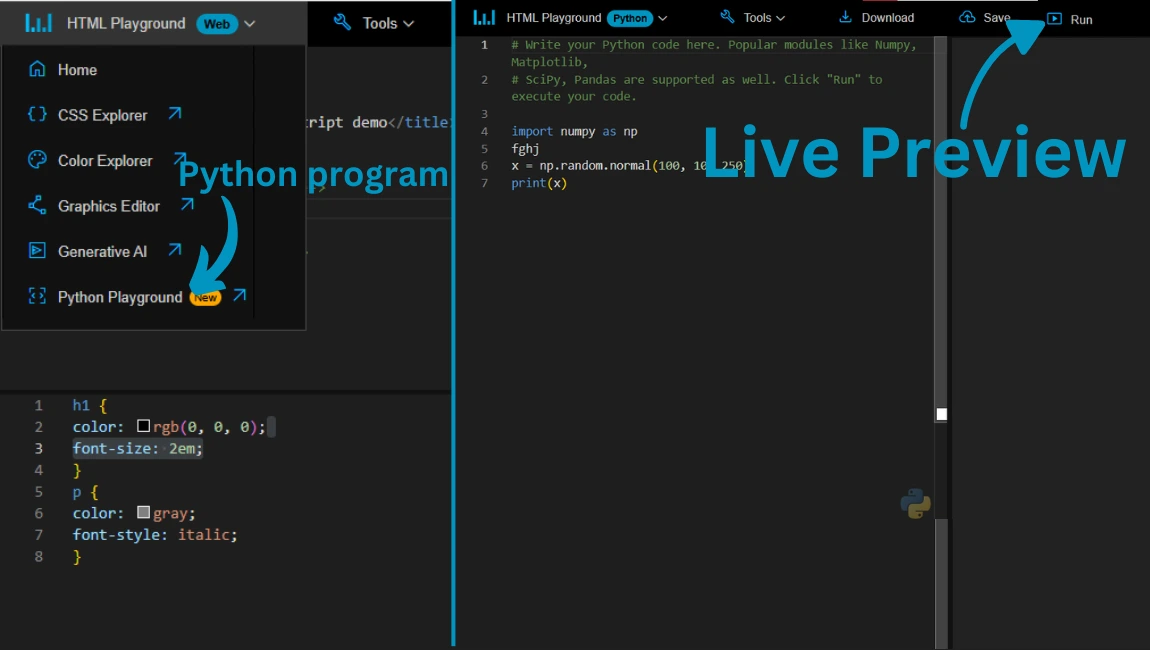 HTML Playground Web
Tools
Home
CSS Explorer
Color Explorer
Graphics Editor
Generative AI
Python Playground New
Python program
ript demo</title>
1 h1 {
2 color: rgb(0, 0, 0);
3 font-size: 2em;
4 }
5 p {
6 color: gray;
7 font-style: italic;
8 }
HTML Playground Python
Tools
Download
Save
Run
1 # Write your Python code here. Popular modules like Numpy,
Matplotlib,
2 # SciPy, Pandas are supported as well. Click "Run" to
execute your code.
3
4 import numpy as np
5 fghj
6 x = np.random.normal(100, 10, 250)
7 print(x)
Live Preview